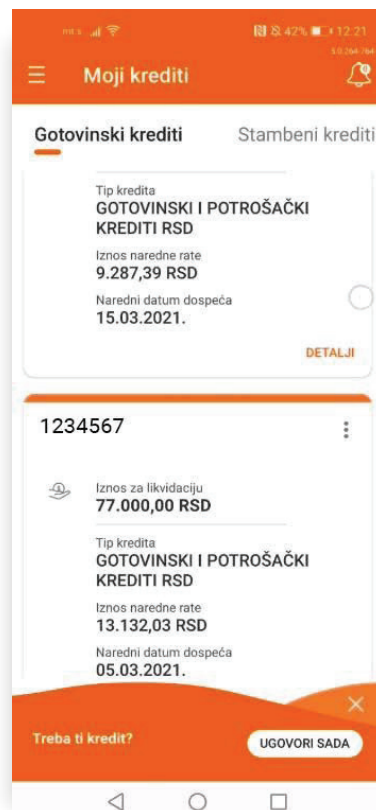 mt:s 42% 12:21
Moji krediti
Gotovinski krediti Stambeni krediti
Tip kredita
GOTOVINSKI I POTROŠAČKI
KREDITI RSD
Iznos naredne rate
9.287,39 RSD
Naredni datum dospeća
15.03.2021.
DETALJI
1234567
Iznos za likvidaciju
77.000,00 RSD
Tip kredita
GOTOVINSKI I POTROŠAČKI
KREDITI RSD
Iznos naredne rate
13.132,03 RSD
Naredni datum dospeća
05.03.2021.
Treba ti kredit? UGOVORI SADA